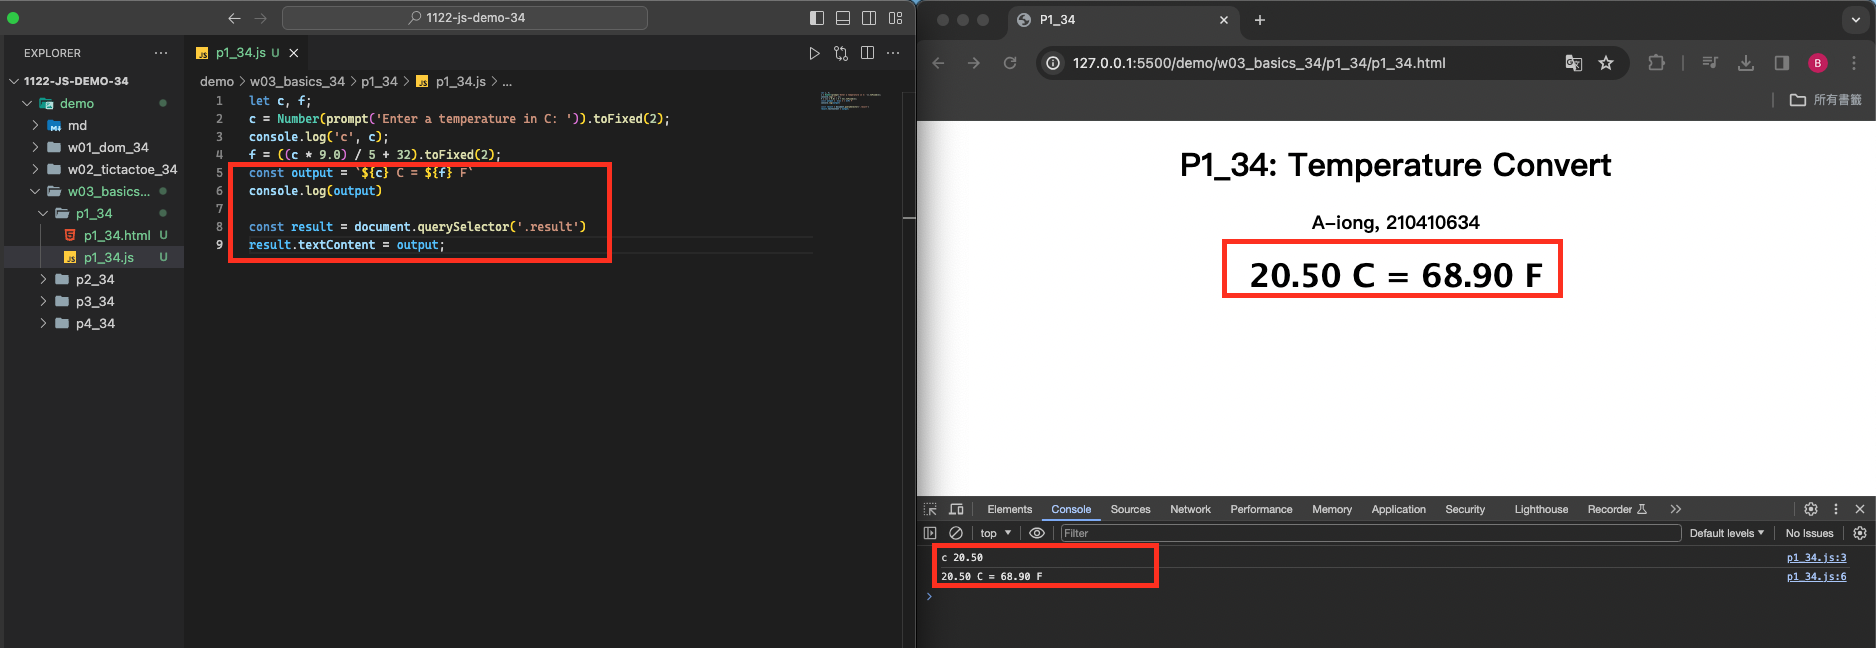 1122-js-demo-34
EXPLORER
1122-JS-DEMO-34
demo
md
w01_dom_34
w02_tictactoe_34
w03_basics...
p1_34
p1_34.html U
JS p1_34.js U
p2_34
p3_34
p4_34
JS p1_34.js U
demo > w03_basics_34 > p1_34 > JS p1_34.js > ...
1 let c, f;
2 c = Number(prompt('Enter a temperature in C: ')).toFixed(2);
3 console.log('c', c);
4 f = ((c * 9.0) / 5 + 32).toFixed(2);
5 const output = `${c} C = ${f} F`
6 console.log(output)
7
8 const result = document.querySelector('.result')
9 result.textContent = output;
P1_34
127.0.0.1:5500/demo/w03_basics_34/p1_34/p1_34.html
B
所有書籤
P1_34: Temperature Convert
A-iong, 210410634
20.50 C = 68.90 F
Elements Console Sources Network Performance Memory Application Security Lighthouse Recorder
top Filter Default levels No Issues
c 20.50 p1_34.js:3
20.50 C = 68.90 F p1_34.js:6